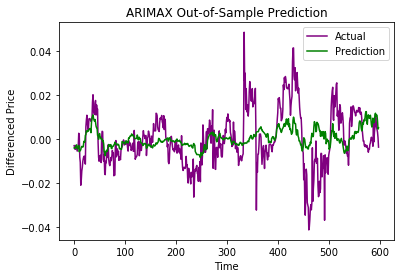 ARIMAX Out-of-Sample Prediction
Actual
Prediction
Differenced Price
0.04
0.02
0.00
−0.02
−0.04
0
100
200
300
400
500
600
Time